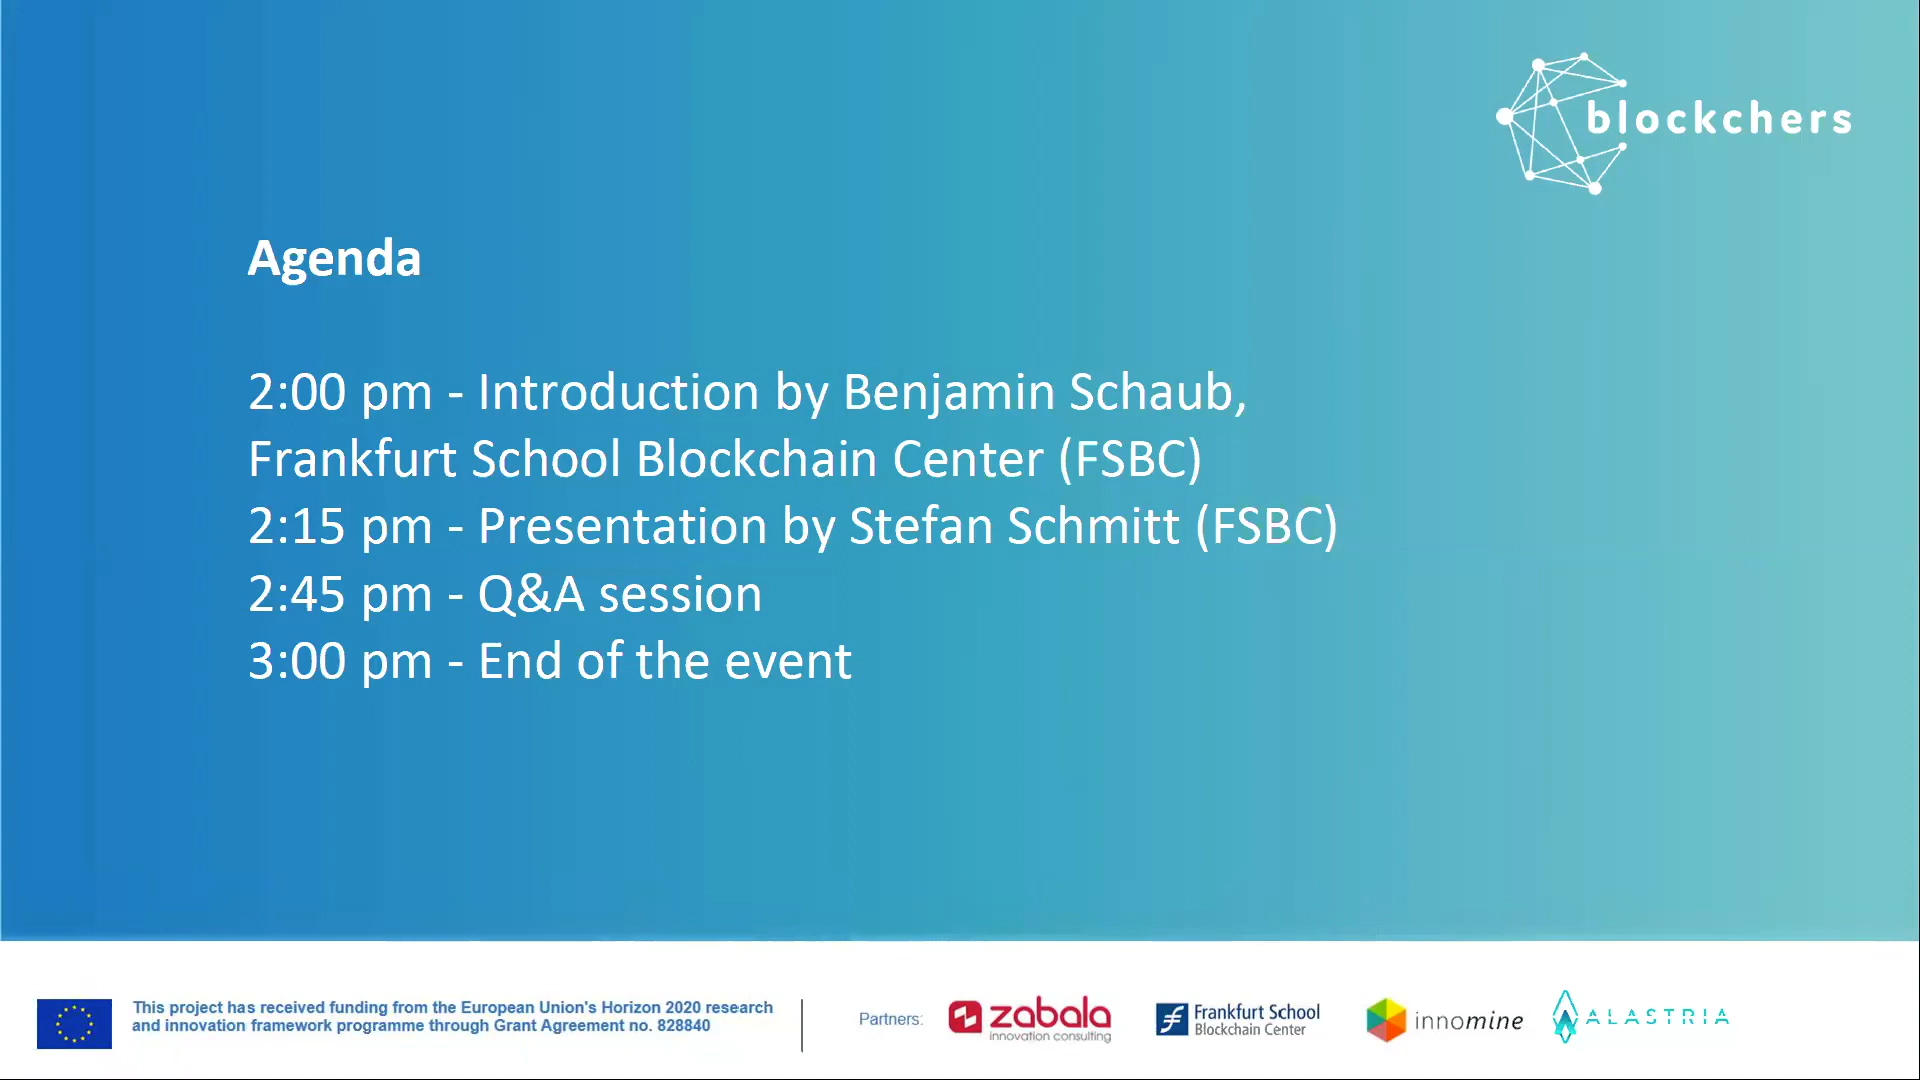 blockchers
Agenda
2:00 pm - Introduction by Benjamin Schaub,
Frankfurt School Blockchain Center (FSBC)
2:15 pm - Presentation by Stefan Schmitt (FSBC)
2:45 pm - Q&A session
3:00 pm - End of the event
This project has received funding from the European Union's Horizon 2020 research
and innovation framework programme through Grant Agreement no. 828840
Partners:
zabala
innovation consulting
Frankfurt School
Blockchain Center
innomine
ALASTRIA